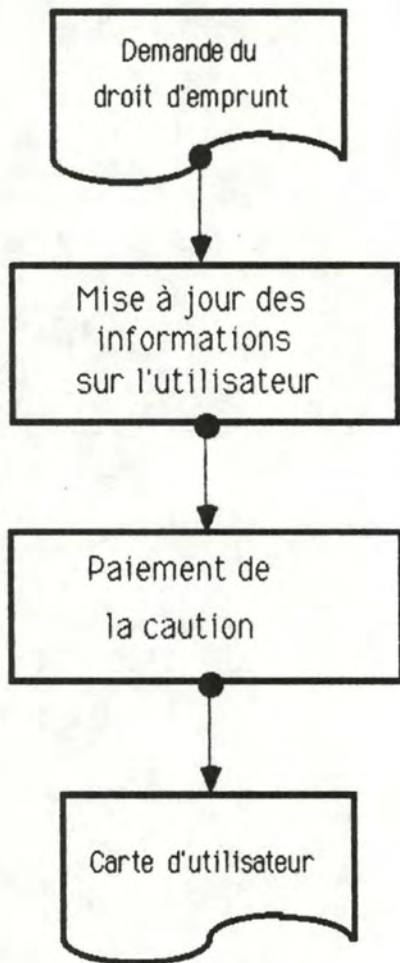 Demande du
droit d'emprunt
Mise à jour des
informations
sur l'utilisateur
Paiement de
la caution
Carte d'utilisateur